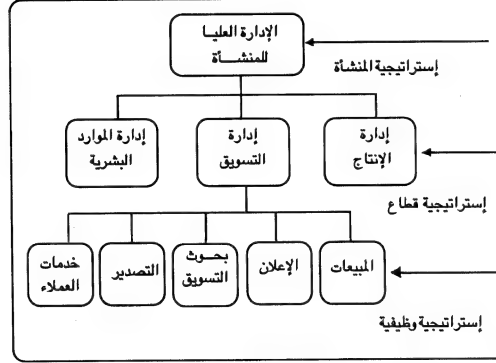 الإدارة العليا
للمنشـــأة
إستراتيجية المنشأة
إدارة
الإنتاج
إدارة
التسويق
إدارة الموارد
البشرية
إستراتيجية قطاع
المبيعات
الإعلان
بحـوث
التسويق
التصدير
خدمات
العملاء
إستراتيجية وظيفية